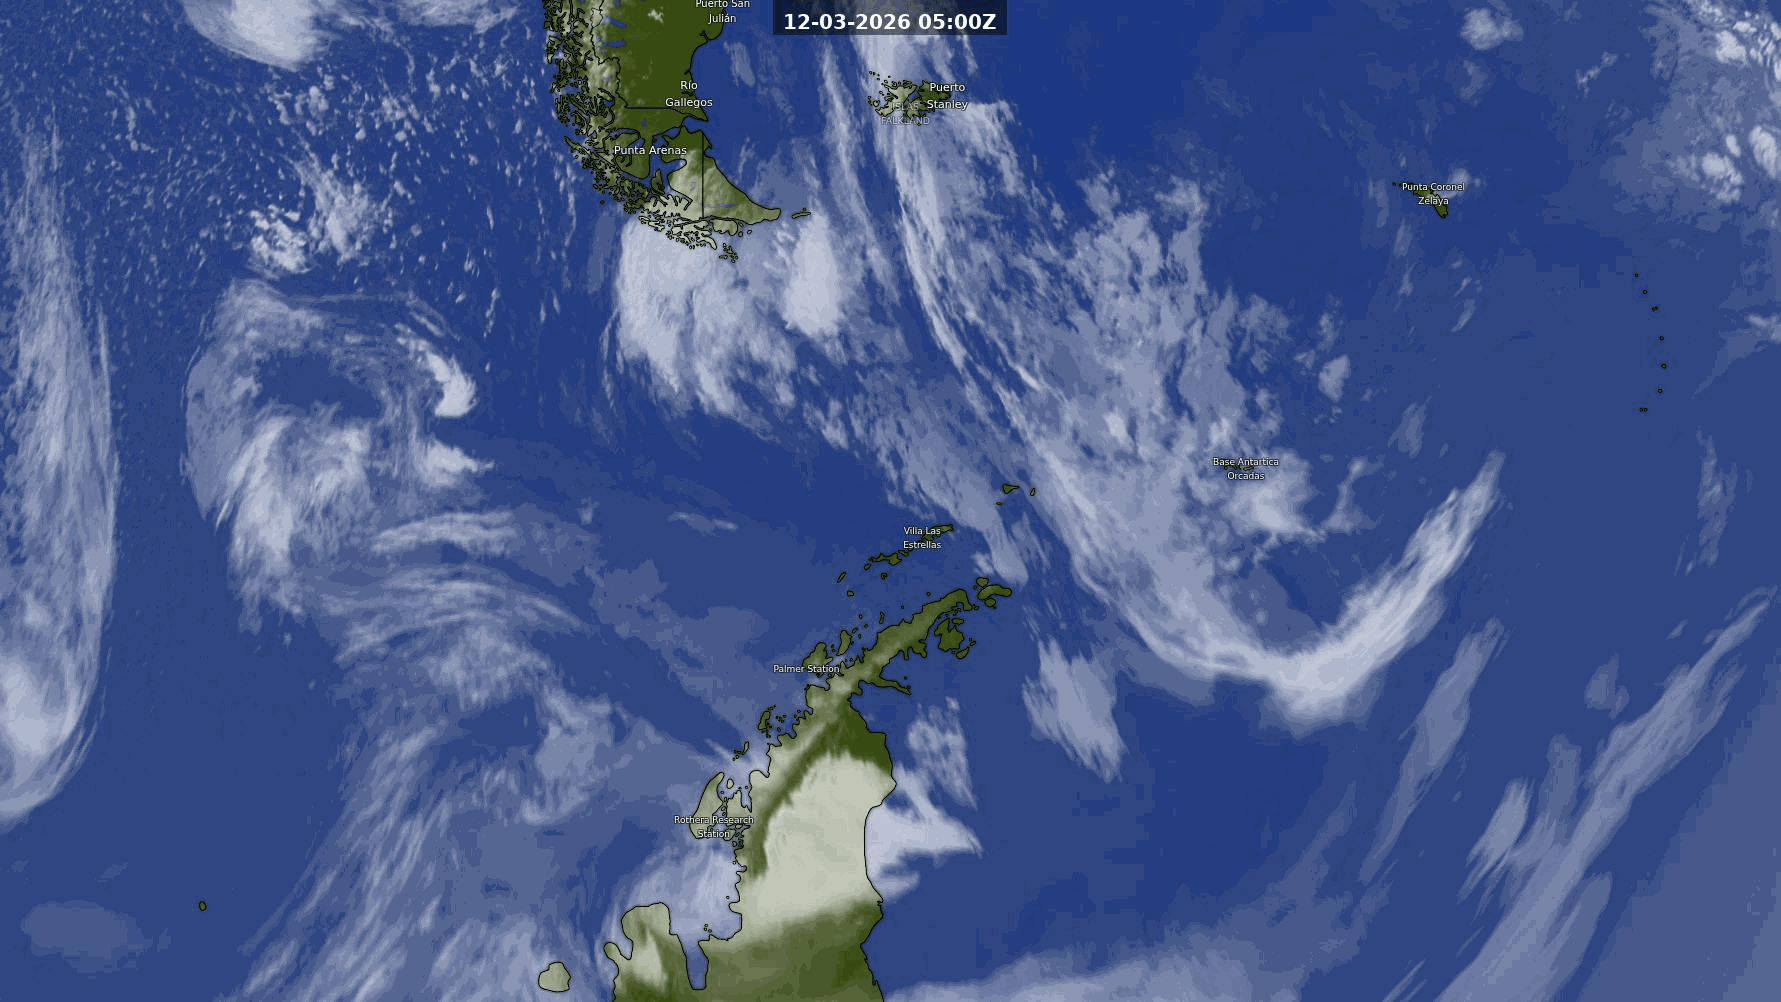 Puerto San
Julián
12-03-2026 05:00Z
Río
Gallegos
Puerto
Stanley
ISLAS
FALKLAND
Punta Arenas
Punta Coronel
Zelaya
Base Antartica
Orcadas
Villa Las
Estrellas
Palmer Station
Rothera Research
Station